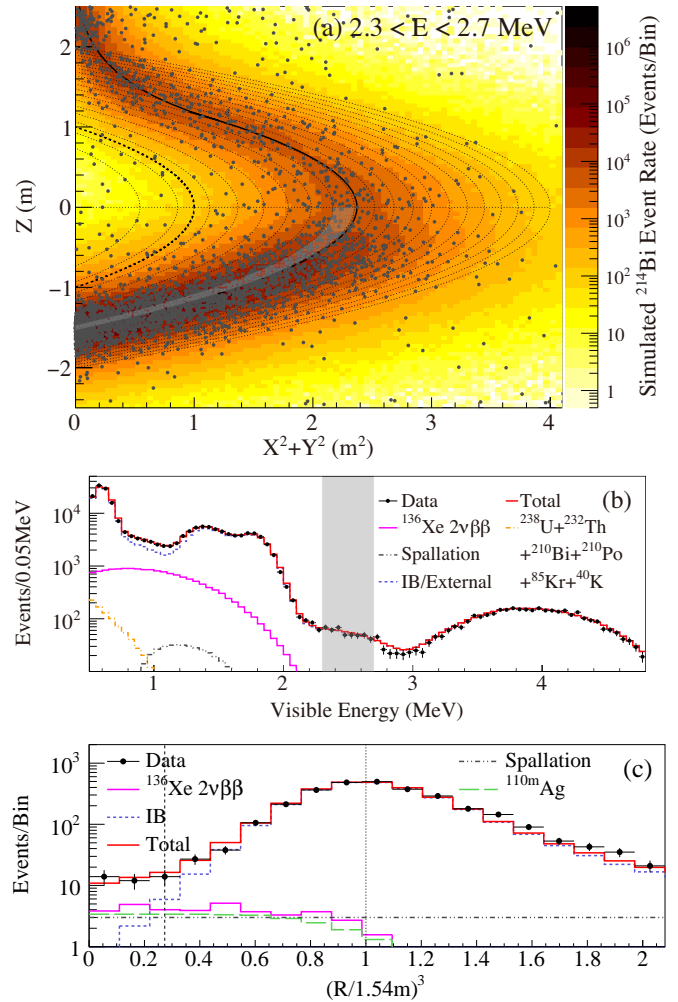 (a) 2.3 < E < 2.7 MeV
2
1
0
−1
−2
Z (m)
0 1 2 3 4
X²+Y² (m²)
10⁶
10⁵
10⁴
10³
10²
10
1
Simulated ²¹⁴Bi Event Rate (Events/Bin)
(b)
Data
Total
¹³⁶Xe 2νββ
²³⁸U+²³²Th
Spallation
+²¹⁰Bi+²¹⁰Po
IB/External
+⁸⁵Kr+⁴⁰K
10⁴
10³
10²
Events/0.05MeV
1 2 3 4
Visible Energy (MeV)
(c)
Data
Spallation
¹³⁶Xe 2νββ
¹¹⁰ᵐAg
IB
Total
10³
10²
10
1
Events/Bin
0 0.2 0.4 0.6 0.8 1 1.2 1.4 1.6 1.8 2
(R/1.54m)³